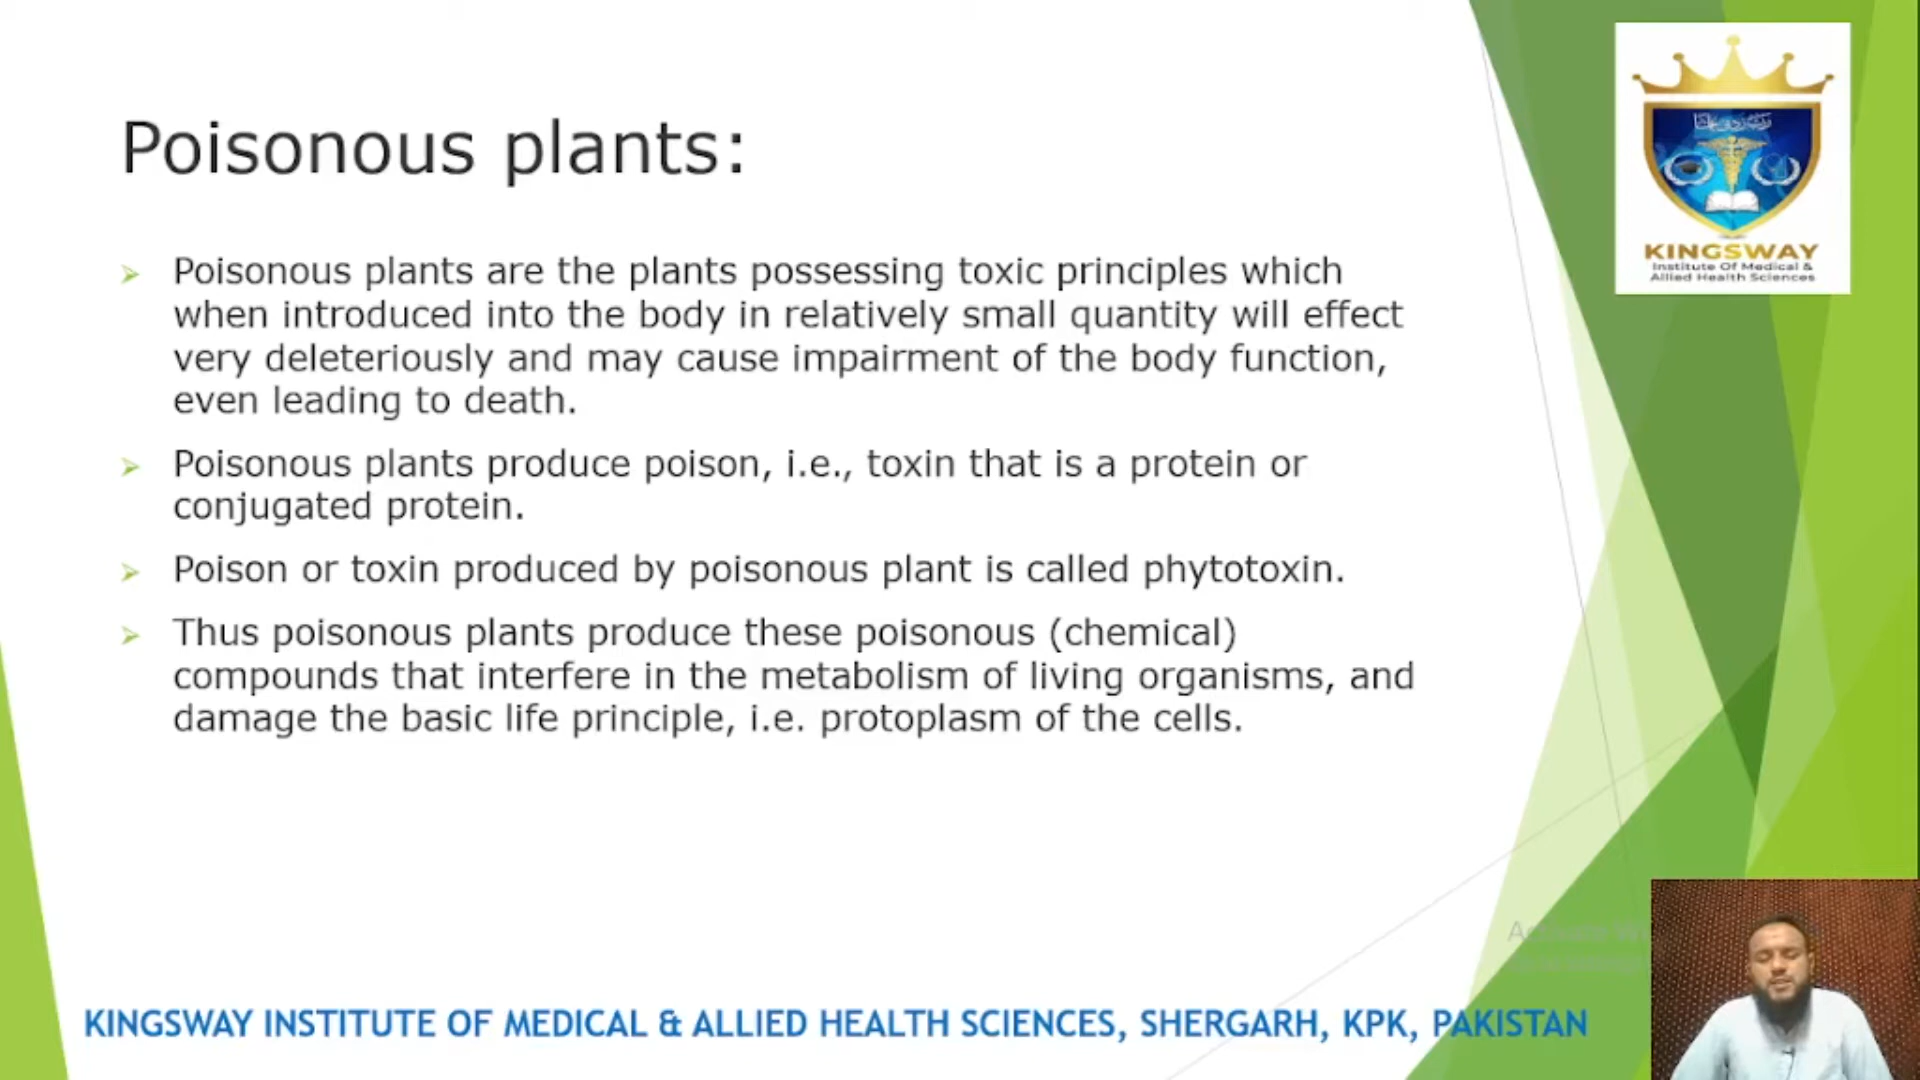 Poisonous plants:
Poisonous plants are the plants possessing toxic principles which
when introduced into the body in relatively small quantity will effect
very deleteriously and may cause impairment of the body function,
even leading to death.
Poisonous plants produce poison, i.e., toxin that is a protein or
conjugated protein.
Poison or toxin produced by poisonous plant is called phytotoxin.
Thus poisonous plants produce these poisonous (chemical)
compounds that interfere in the metabolism of living organisms, and
damage the basic life principle, i.e. protoplasm of the cells.
KINGSWAY
Institute Of Medical &
Allied Health Sciences
Activate
KINGSWAY INSTITUTE OF MEDICAL & ALLIED HEALTH SCIENCES, SHERGARH, KPK, PAKISTAN